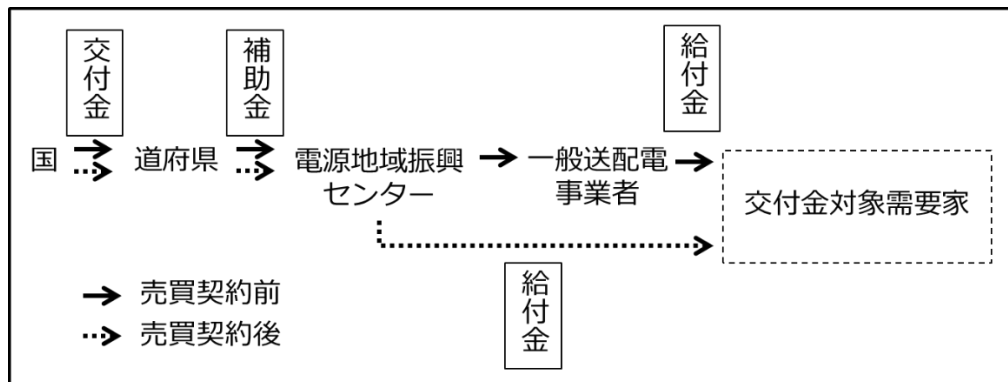 交付金
補助金
給付金
国
道府県
電源地域振興
センター
一般送配電
事業者
交付金対象需要家
給付金
売買契約前
売買契約後